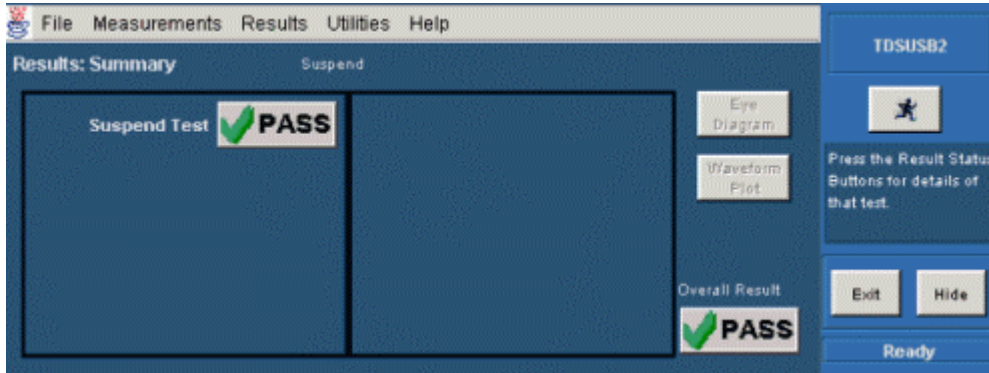 File Measurements Results Utilities Help
Results: Summary Suspend
Suspend Test PASS
Eye
Diagram
Waveform
Plot
Overall Result
PASS
TDSUSB2
Press the Result Status
Buttons for details of
that test.
Exit Hide
Ready